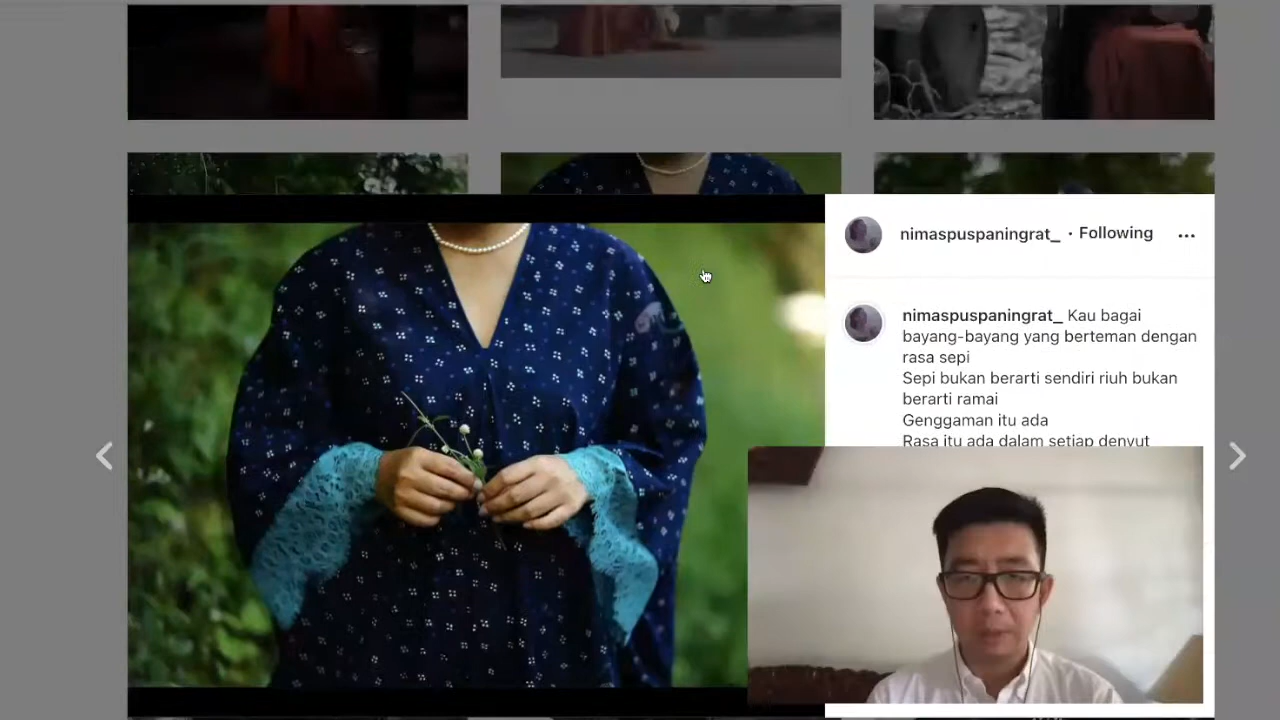 nimaspuspaningrat_ · Following ...
nimaspuspaningrat_ Kau bagai
bayang-bayang yang berteman dengan
rasa sepi
Sepi bukan berarti sendiri riuh bukan
berarti ramai
Genggaman itu ada
Rasa itu ada dalam setiap denyut